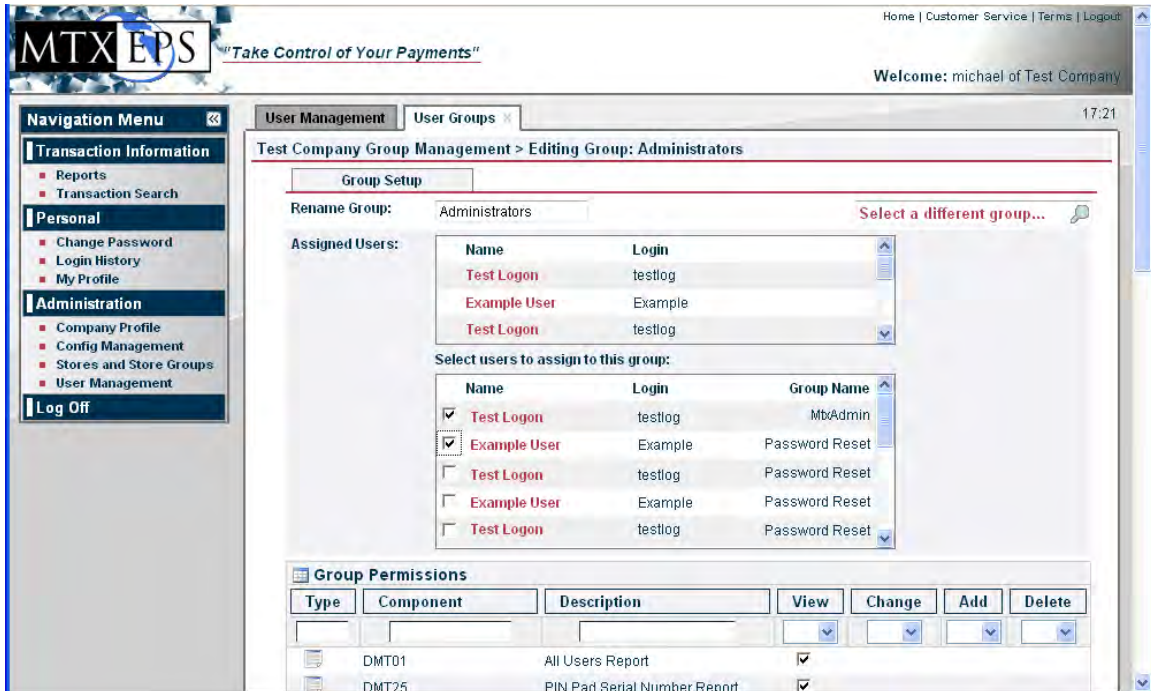 Home | Customer Service | Terms | Logout
MTX EPS
"Take Control of Your Payments"
Welcome: michael of Test Company
Navigation Menu
User Management User Groups 17:21
Transaction Information
Reports
Transaction Search
Personal
Change Password
Login History
My Profile
Administration
Company Profile
Config Management
Stores and Store Groups
User Management
Log Off
Test Company Group Management > Editing Group: Administrators
Group Setup
Rename Group: Administrators Select a different group...
Assigned Users:
Name Login
Test Logon testlog
Example User Example
Test Logon testlog
Select users to assign to this group:
Name Login Group Name
Test Logon testlog MtxAdmin
Example User Example Password Reset
Test Logon testlog Password Reset
Example User Example Password Reset
Test Logon testlog Password Reset
Group Permissions
Type Component Description View Change Add Delete
DMT01 All Users Report
DMT25 PIN Pad Serial Number Report